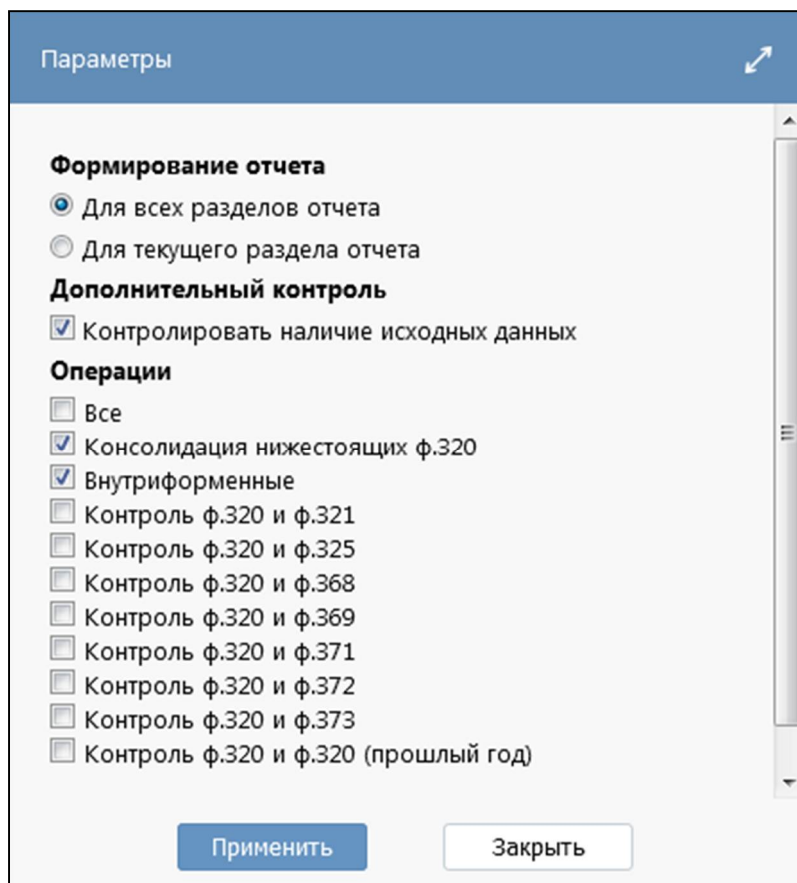 Параметры
Формирование отчета
Для всех разделов отчета
Для текущего раздела отчета
Дополнительный контроль
Контролировать наличие исходных данных
Операции
Все
Консолидация нижестоящих ф.320
Внутриформенные
Контроль ф.320 и ф.321
Контроль ф.320 и ф.325
Контроль ф.320 и ф.368
Контроль ф.320 и ф.369
Контроль ф.320 и ф.371
Контроль ф.320 и ф.372
Контроль ф.320 и ф.373
Контроль ф.320 и ф.320 (прошлый год)
Применить Закрыть